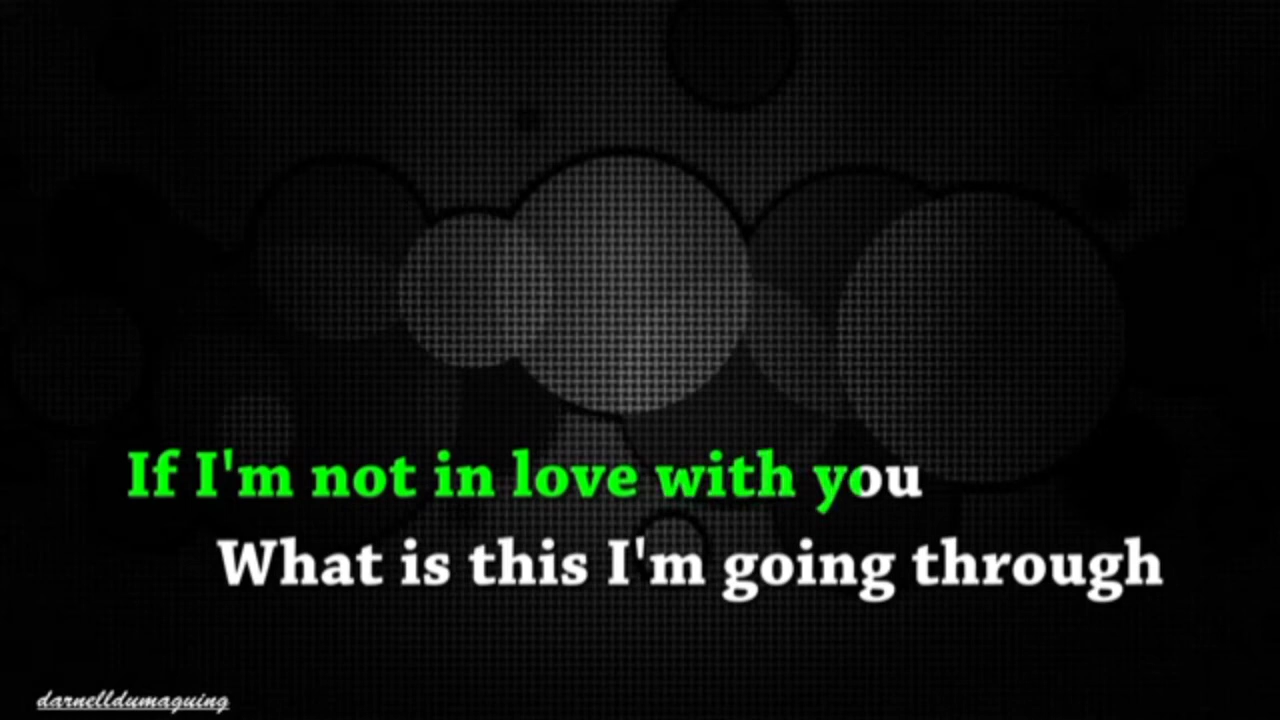 If I'm not in love with you
What is this I'm going through
darnelldumaguing